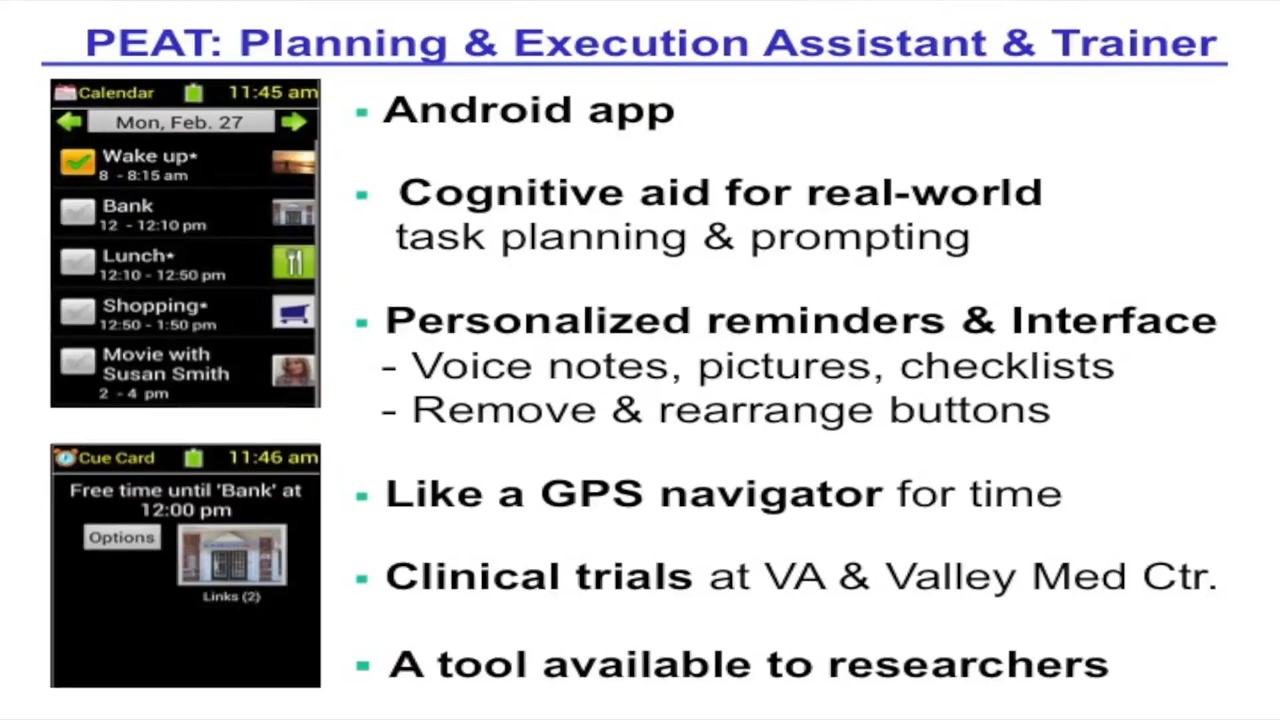 PEAT: Planning & Execution Assistant & Trainer
Calendar 11:45 am
Mon, Feb. 27
Wake up*
8 - 8:15 am
Bank
12 - 12:10 pm
Lunch*
12:10 - 12:50 pm
Shopping*
12:50 - 1:50 pm
Movie with
Susan Smith
2 - 4 pm
Cue Card 11:46 am
Free time until 'Bank' at
12:00 pm
Options
Links (2)
▪ Android app
▪ Cognitive aid for real-world
task planning & prompting
▪ Personalized reminders & Interface
- Voice notes, pictures, checklists
- Remove & rearrange buttons
▪ Like a GPS navigator for time
▪ Clinical trials at VA & Valley Med Ctr.
▪ A tool available to researchers